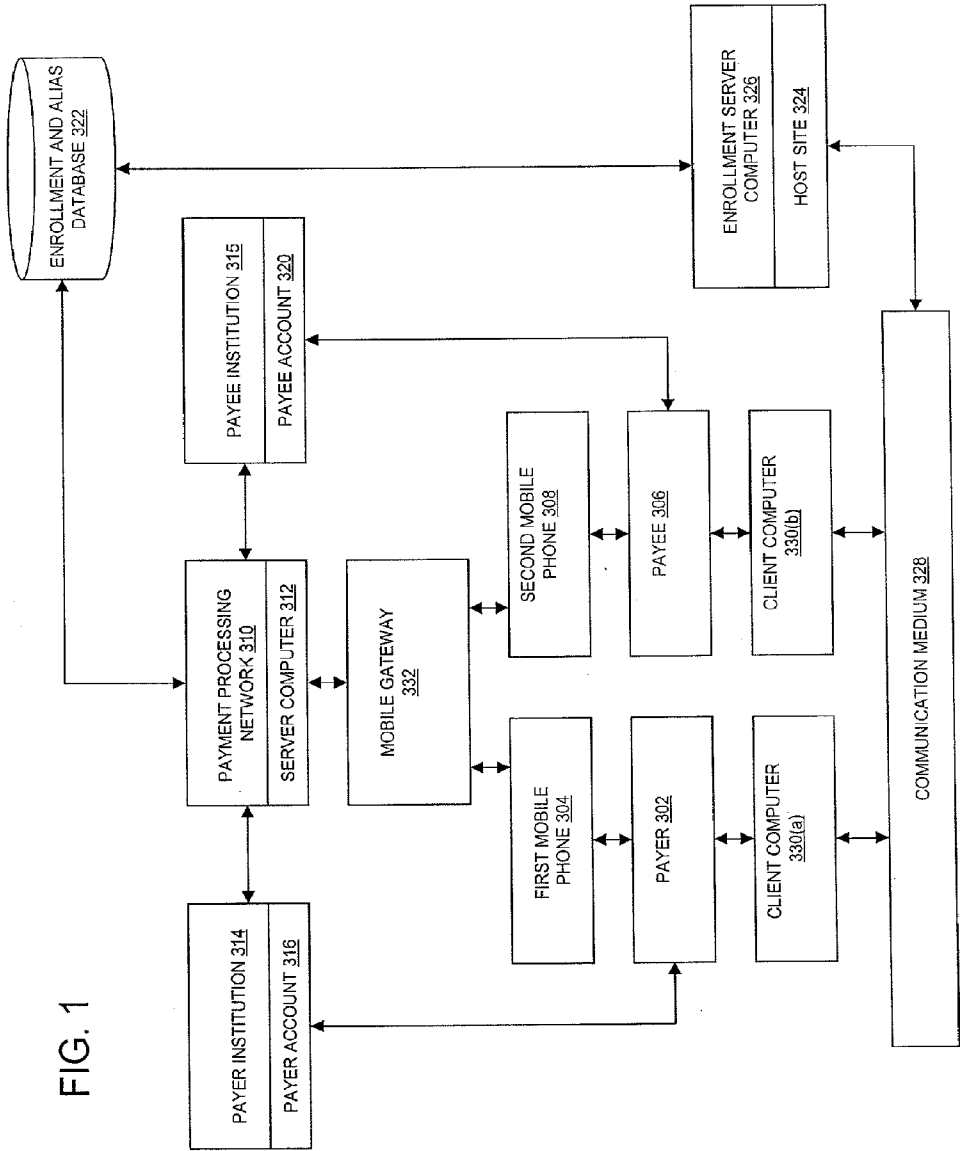 FIG. 1
ENROLLMENT AND ALIAS
DATABASE 322
PAYER INSTITUTION 314
PAYER ACCOUNT 316
PAYMENT PROCESSING
NETWORK 310
SERVER COMPUTER 312
PAYEE INSTITUTION 315
PAYEE ACCOUNT 320
MOBILE GATEWAY
332
FIRST MOBILE
PHONE 304
SECOND MOBILE
PHONE 308
PAYER 302
PAYEE 306
CLIENT COMPUTER
330(a)
CLIENT COMPUTER
330(b)
ENROLLMENT SERVER
COMPUTER 326
HOST SITE 324
COMMUNICATION MEDIUM 328